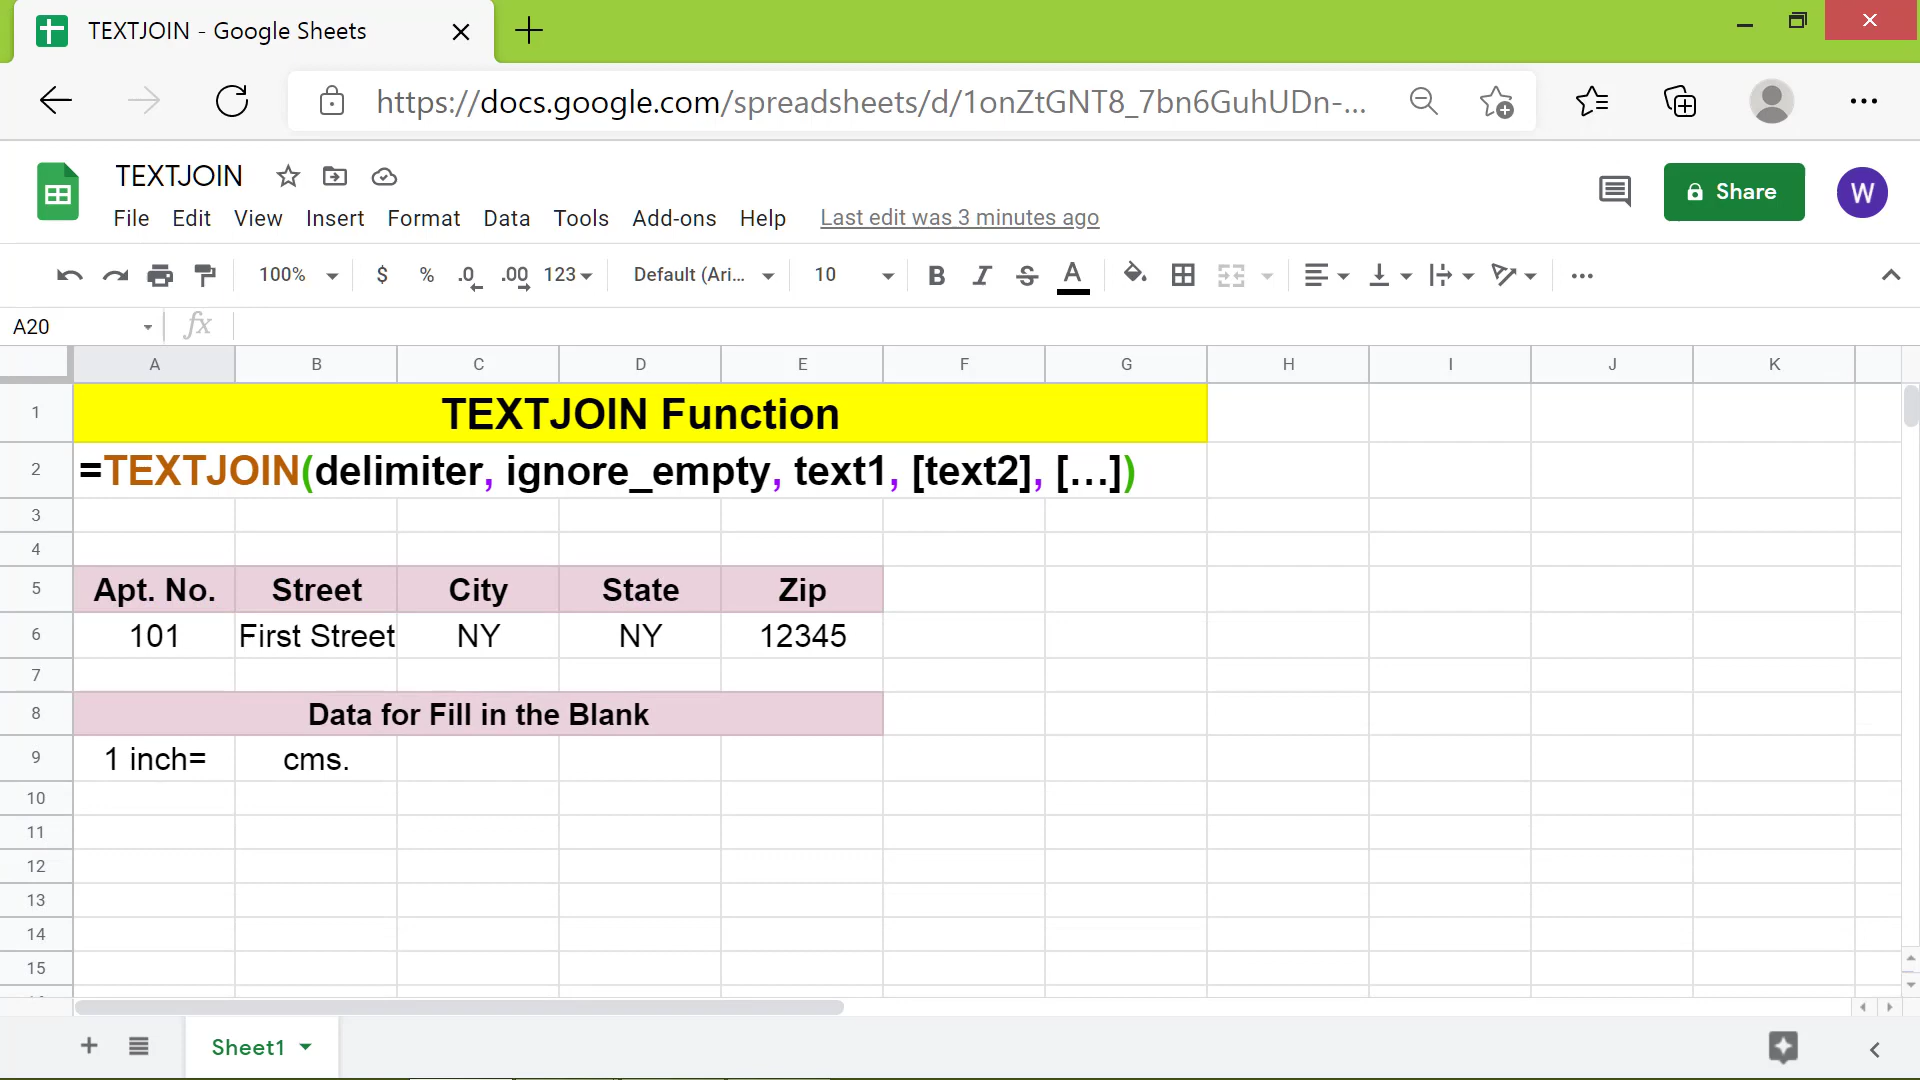 TEXTJOIN - Google Sheets
https://docs.google.com/spreadsheets/d/1onZtGNT8_7bn6GuhUDn-...
TEXTJOIN
File Edit View Insert Format Data Tools Add-ons Help Last edit was 3 minutes ago
Share
W
100% $ % .0 .00 123 Default (Ari... 10 B I S A
A20 fx
A B C D E F G H I J K
1 TEXTJOIN Function
2 =TEXTJOIN(delimiter, ignore_empty, text1, [text2], [...])
3
4
5 Apt. No. Street City State Zip
6 101 First Street NY NY 12345
7
8 Data for Fill in the Blank
9 1 inch= cms.
10
11
12
13
14
15
Sheet1